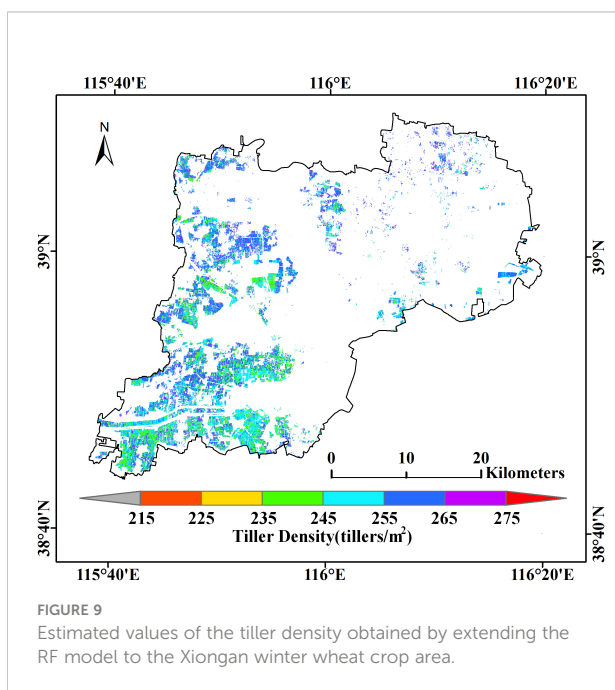 115°40'E 116°E 116°20'E
N
39°N 39°N
0 10 20
Kilometers
215 225 235 245 255 265 275
Tiller Density(tillers/m²)
38°40'N 38°40'N
115°40'E 116°E 116°20'E
FIGURE 9
Estimated values of the tiller density obtained by extending the
RF model to the Xiongan winter wheat crop area.